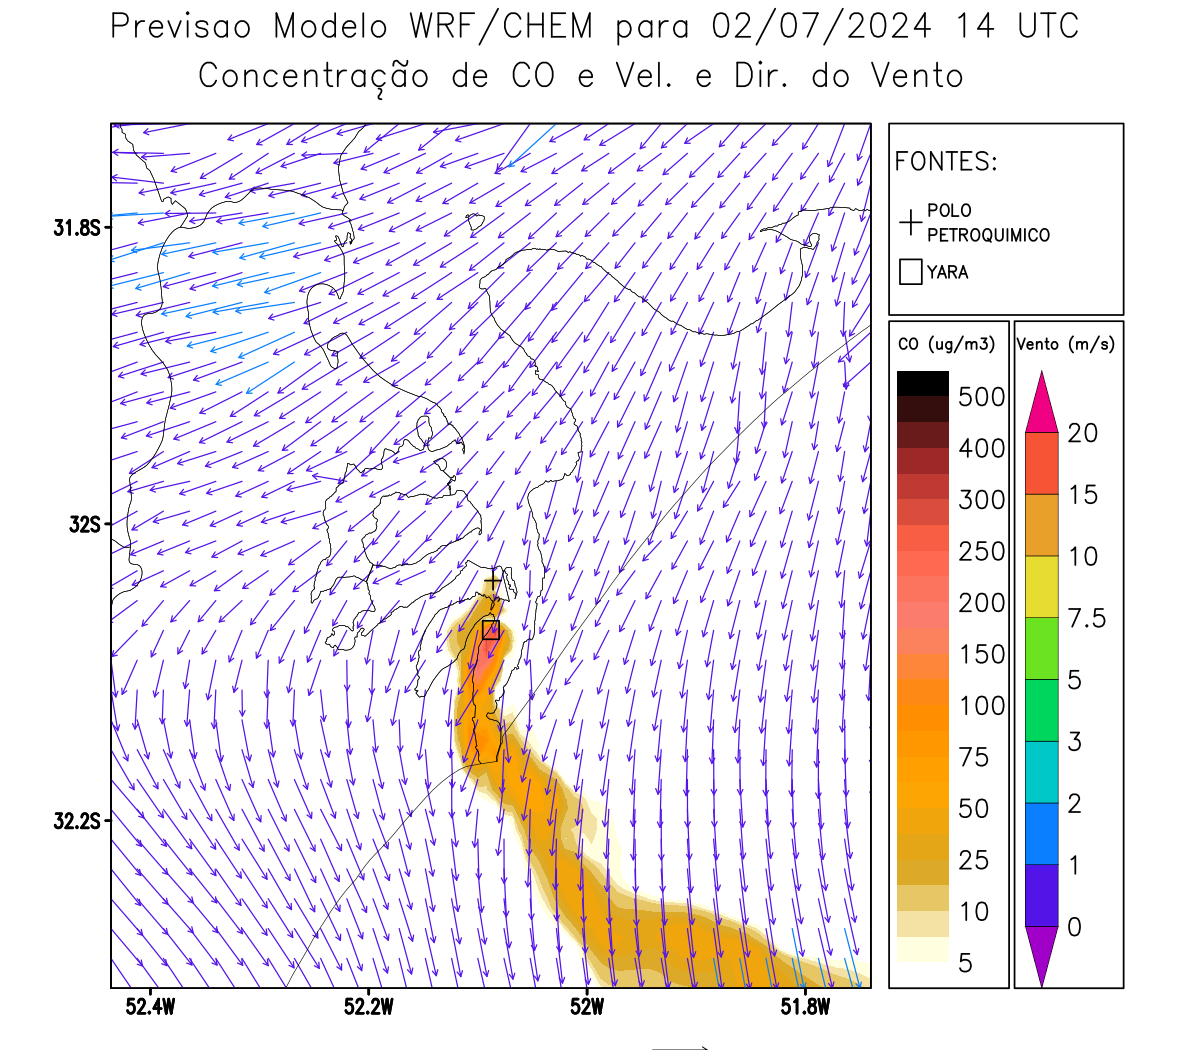 Previsao Modelo WRF/CHEM para 02/07/2024 14 UTC
Concentração de CO e Vel. e Dir. do Vento
FONTES:
POLO
PETROQUIMICO
YARA
CO (ug/m3)
500
400
300
250
200
150
100
75
50
25
10
5
Vento (m/s)
20
15
10
7.5
5
3
2
1
0
31.8S
32S
32.2S
52.4W 52.2W 52W 51.8W